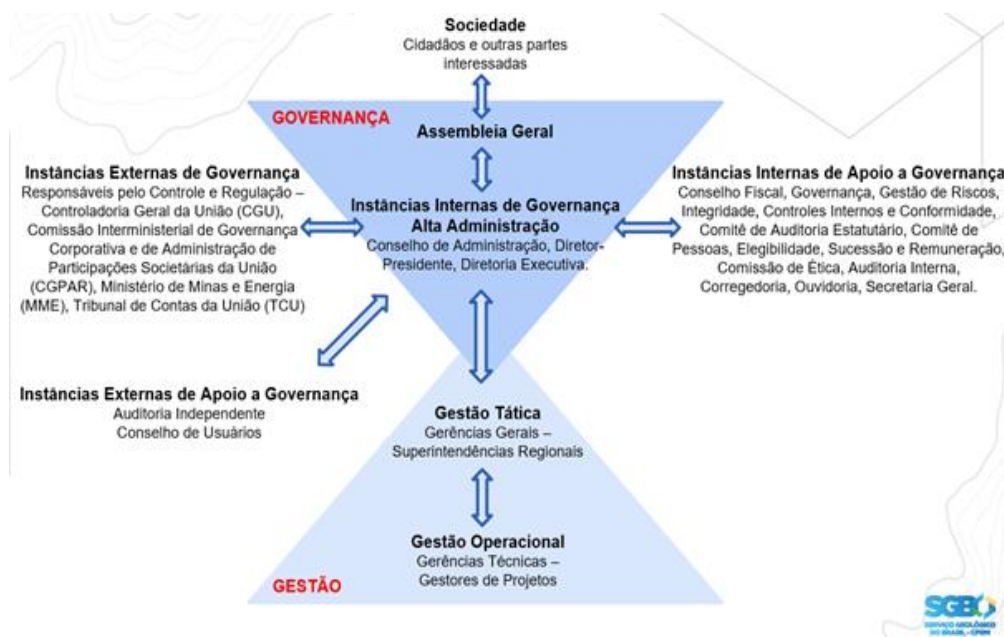 Sociedade
Cidadãos e outras partes
interessadas
GOVERNANÇA
Assembleia Geral
Instâncias Externas de Governança
Responsáveis pelo Controle e Regulação –
Controladoria Geral da União (CGU),
Comissão Interministerial de Governança
Corporativa e de Administração de
Participações Societárias da União
(CGPAR), Ministério de Minas e Energia
(MME), Tribunal de Contas da União (TCU)
Instâncias Internas de Governança
Alta Administração
Conselho de Administração, Diretor-
Presidente, Diretoria Executiva.
Instâncias Internas de Apoio a Governança
Conselho Fiscal, Governança, Gestão de Riscos,
Integridade, Controles Internos e Conformidade,
Comitê de Auditoria Estatutário, Comitê de
Pessoas, Elegibilidade, Sucessão e Remuneração,
Comissão de Ética, Auditoria Interna,
Corregedoria, Ouvidoria, Secretaria Geral.
Instâncias Externas de Apoio a Governança
Auditoria Independente
Conselho de Usuários
Gestão Tática
Gerências Gerais –
Superintendências Regionais
Gestão Operacional
Gerências Técnicas –
Gestores de Projetos
GESTÃO
SGB
SERVIÇO GEOLÓGICO
DO BRASIL - CPRM